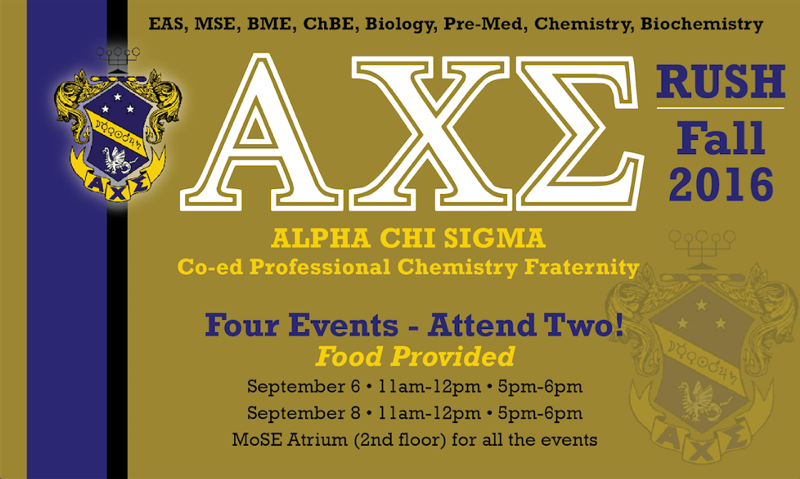 EAS, MSE, BME, ChBE, Biology, Pre-Med, Chemistry, Biochemistry
ΑΧΣ
RUSH
Fall
2016
ΑΧΣ
ALPHA CHI SIGMA
Co-ed Professional Chemistry Fraternity
Four Events - Attend Two!
Food Provided
September 6 • 11am-12pm • 5pm-6pm
September 8 • 11am-12pm • 5pm-6pm
MoSE Atrium (2nd floor) for all the events
ΑΧΣ